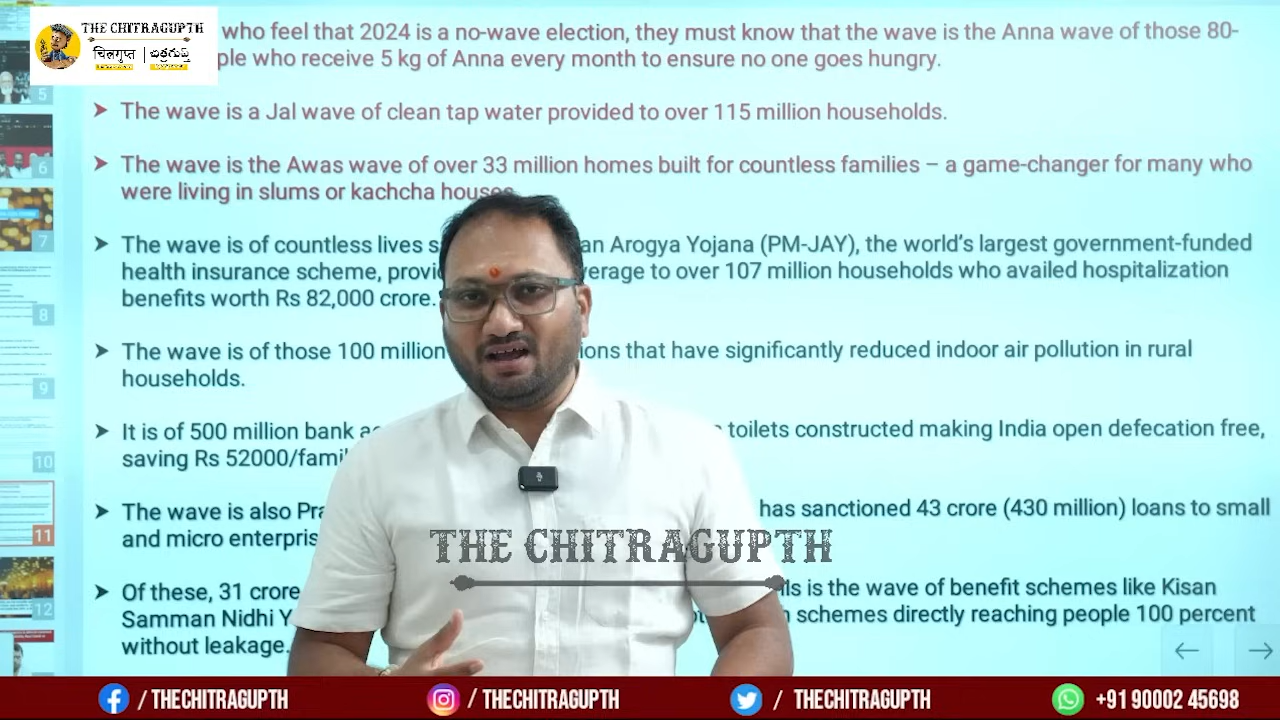 THE CHITRAGUPTH
who feel that 2024 is a no-wave election, they must know that the wave is the Anna wave of those 80-
ple who receive 5 kg of Anna every month to ensure no one goes hungry.
The wave is a Jal wave of clean tap water provided to over 115 million households.
The wave is the Awas wave of over 33 million homes built for countless families – a game-changer for many who
were living in slums or kachcha houses
The wave is of countless lives s an Arogya Yojana (PM-JAY), the world's largest government-funded
health insurance scheme, provi verage to over 107 million households who availed hospitalization
benefits worth Rs 82,000 crore.
The wave is of those 100 million ions that have significantly reduced indoor air pollution in rural
households.
It is of 500 million bank toilets constructed making India open defecation free,
saving Rs 52000/famil
The wave is also Pra has sanctioned 43 crore (430 million) loans to small
and micro enterpris
Of these, 31 crore is the wave of benefit schemes like Kisan
Samman Nidhi Y schemes directly reaching people 100 percent
without leakage.
5
6
7
8
9
10
11
12
THE CHITRAGUPTH
/ THECHITRAGUPTH
/ THECHITRAGUPTH
/ THECHITRAGUPTH
+91 90002 45698